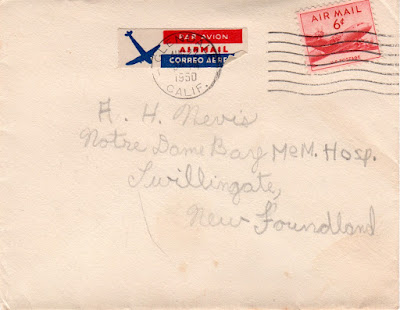 PAR AVION
AIRMAIL
CORREO AEREO
1950
CALIF.
AIR MAIL
6¢
A. H. Nevis
Notre Dame Bay MeM. Hosp.
Twillingate,
New Foundland